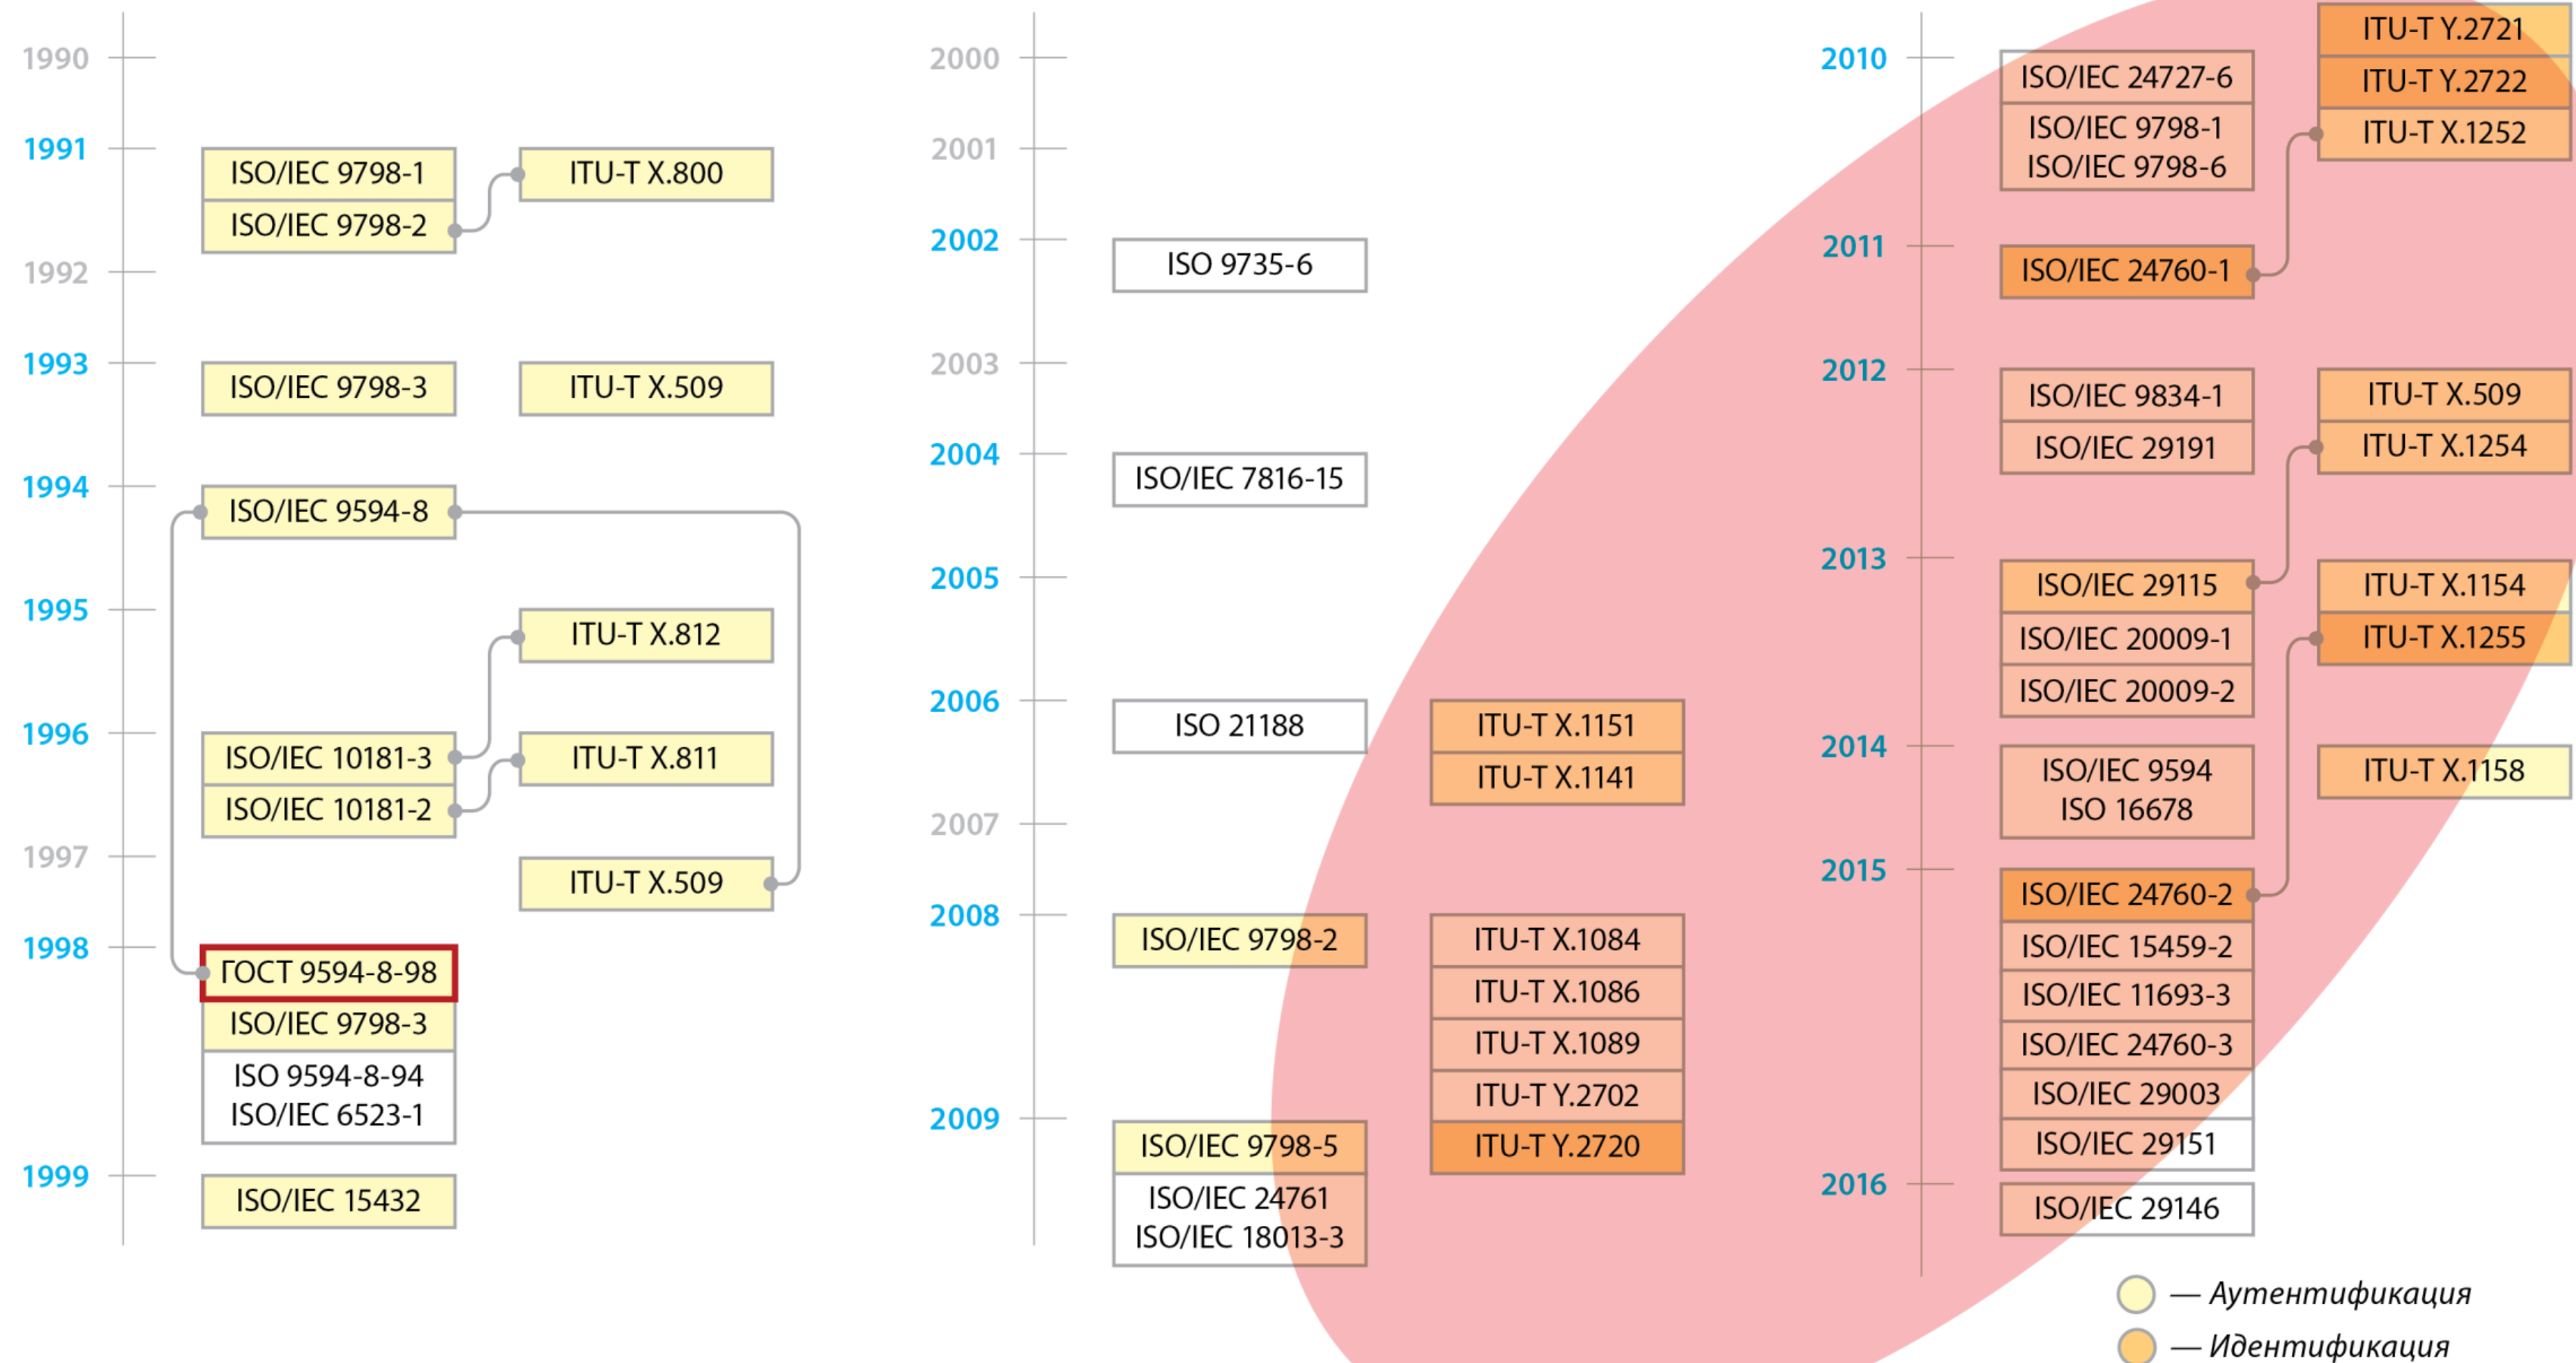 1990
1991
ISO/IEC 9798-1
ISO/IEC 9798-2
ITU-T X.800
1992
1993
ISO/IEC 9798-3
ITU-T X.509
1994
ISO/IEC 9594-8
1995
ITU-T X.812
1996
ISO/IEC 10181-3
ISO/IEC 10181-2
ITU-T X.811
1997
ITU-T X.509
1998
ГОСТ 9594-8-98
ISO/IEC 9798-3
ISO 9594-8-94
ISO/IEC 6523-1
1999
ISO/IEC 15432
2000
2001
2002
ISO 9735-6
2003
2004
ISO/IEC 7816-15
2005
2006
ISO 21188
ITU-T X.1151
ITU-T X.1141
2007
2008
ISO/IEC 9798-2
ITU-T X.1084
ITU-T X.1086
ITU-T X.1089
ITU-T Y.2702
2009
ISO/IEC 9798-5
ISO/IEC 24761
ISO/IEC 18013-3
ITU-T Y.2720
2010
ISO/IEC 24727-6
ISO/IEC 9798-1
ISO/IEC 9798-6
ITU-T Y.2721
ITU-T Y.2722
ITU-T X.1252
2011
ISO/IEC 24760-1
2012
ISO/IEC 9834-1
ISO/IEC 29191
ITU-T X.509
ITU-T X.1254
2013
ISO/IEC 29115
ISO/IEC 20009-1
ISO/IEC 20009-2
ITU-T X.1154
ITU-T X.1255
2014
ISO/IEC 9594
ISO 16678
ITU-T X.1158
2015
ISO/IEC 24760-2
ISO/IEC 15459-2
ISO/IEC 11693-3
ISO/IEC 24760-3
ISO/IEC 29003
ISO/IEC 29151
2016
ISO/IEC 29146
— Аутентификация
— Идентификация